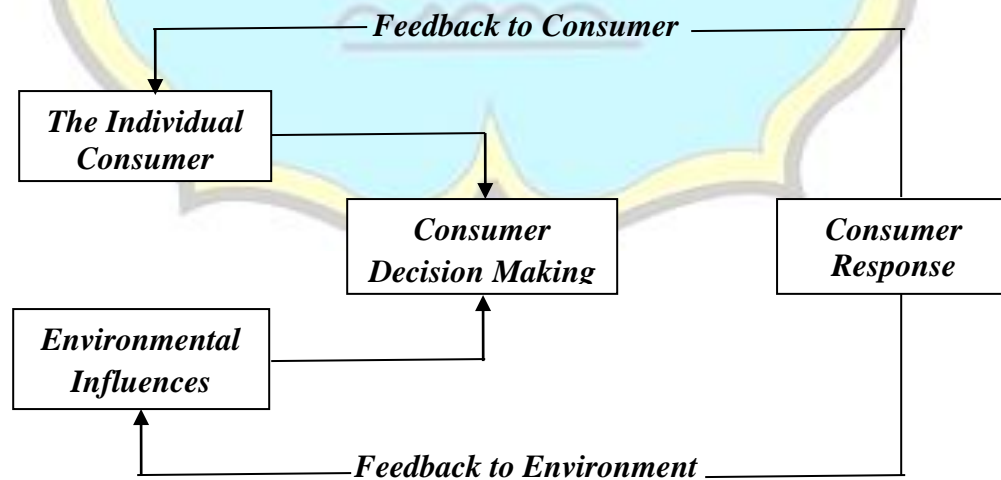 Feedback to Consumer
The Individual
Consumer
Consumer
Decision Making
Consumer
Response
Environmental
Influences
Feedback to Environment